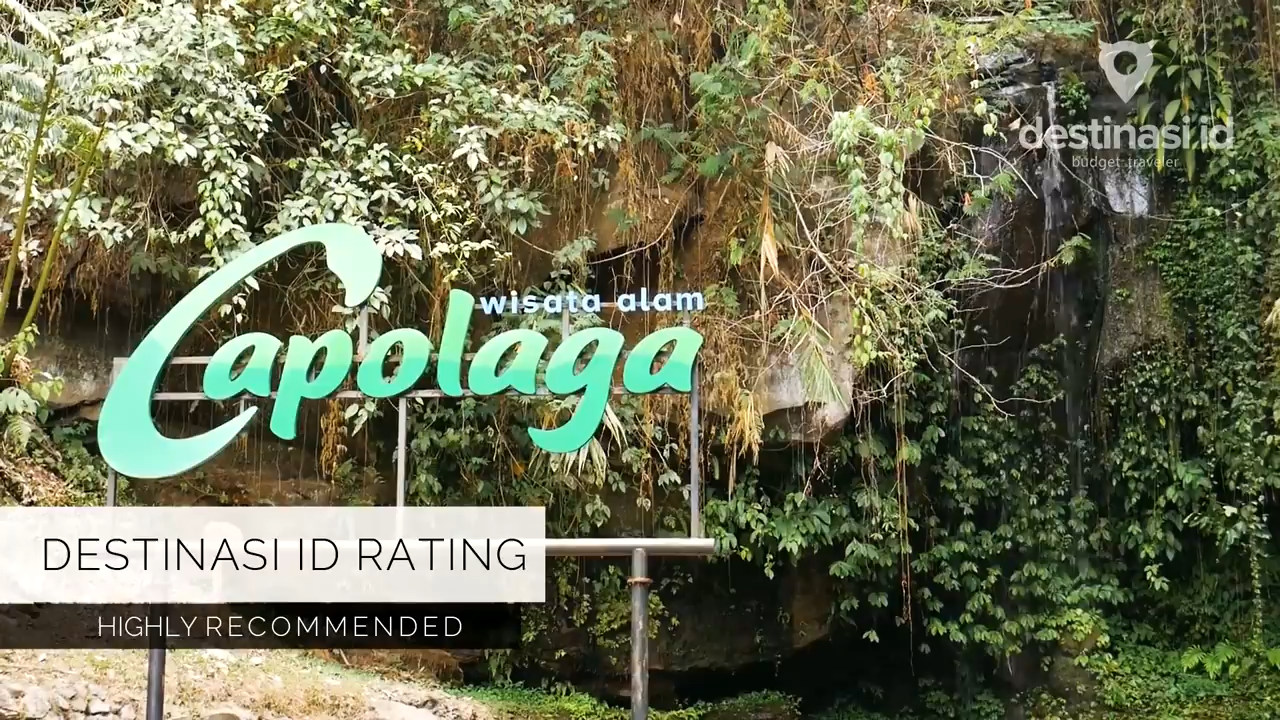 destinasi.id
budget traveler
wisata alam
Capolaga
DESTINASI ID RATING
HIGHLY RECOMMENDED